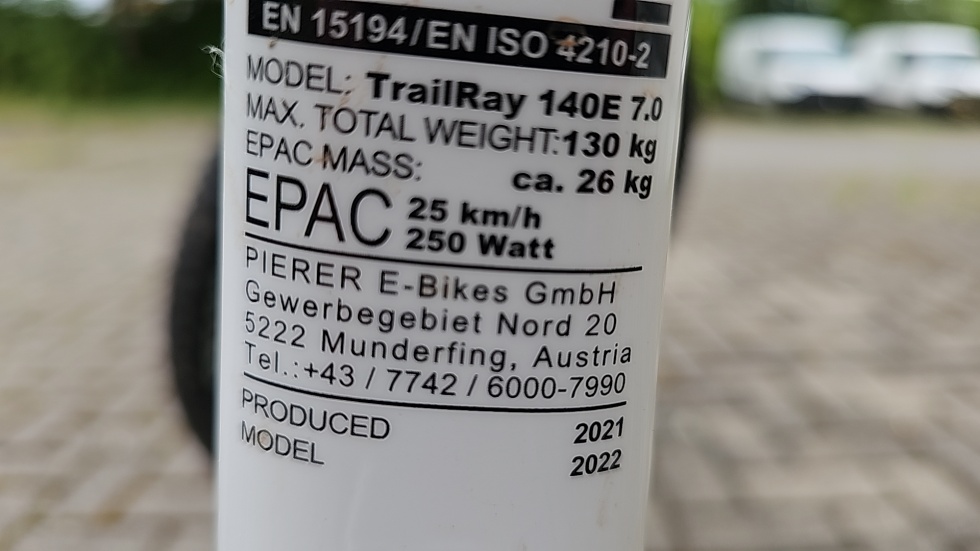 EN 15194/EN ISO 4210-2
MODEL: TrailRay 140E 7.0
MAX. TOTAL WEIGHT:130 kg
EPAC MASS: ca. 26 kg
EPAC 25 km/h
250 Watt
PIERER E-Bikes GmbH
Gewerbegebiet Nord 20
5222 Munderfing, Austria
Tel.:+43 / 7742 / 6000-7990
PRODUCED 2021
MODEL 2022